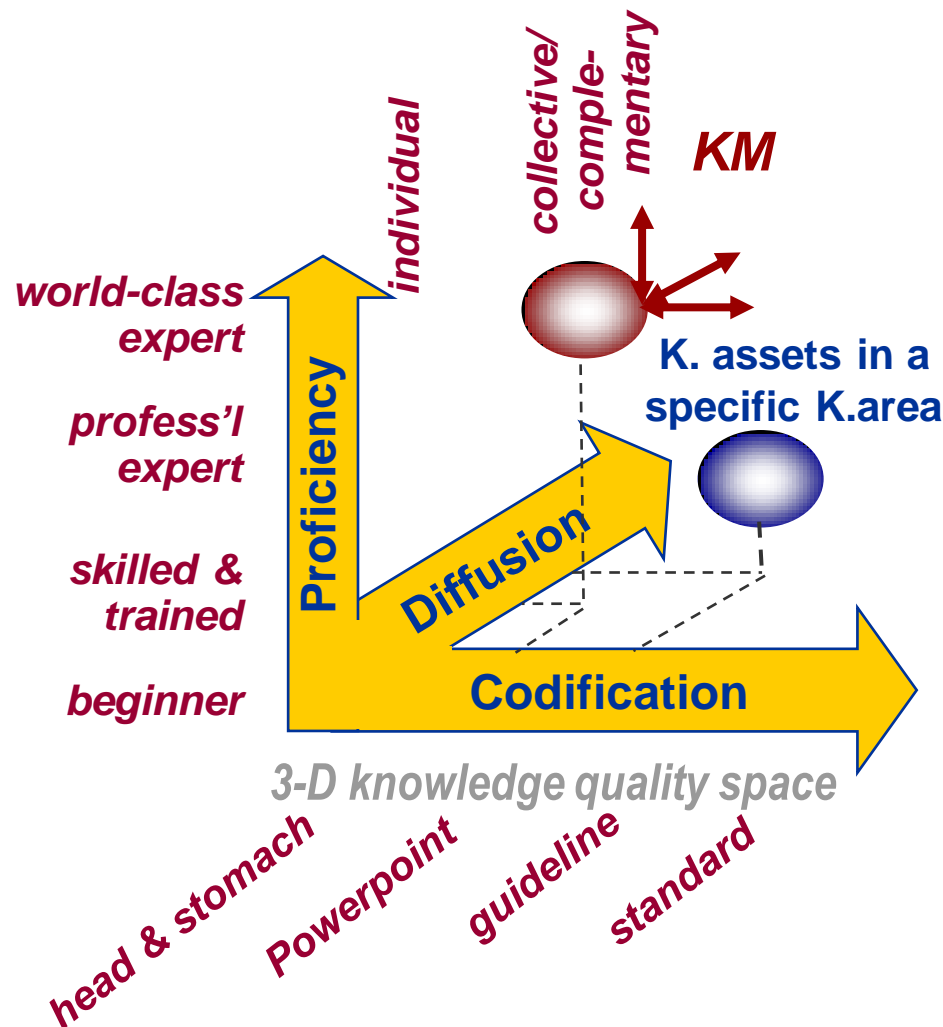 individual
collective/
comple-
mentary
KM
world-class
expert
profess’l
expert
skilled &
trained
beginner
Proficiency
Diffusion
Codification
K. assets in a
specific K.area
3-D knowledge quality space
head & stomach
Powerpoint
guideline
standard